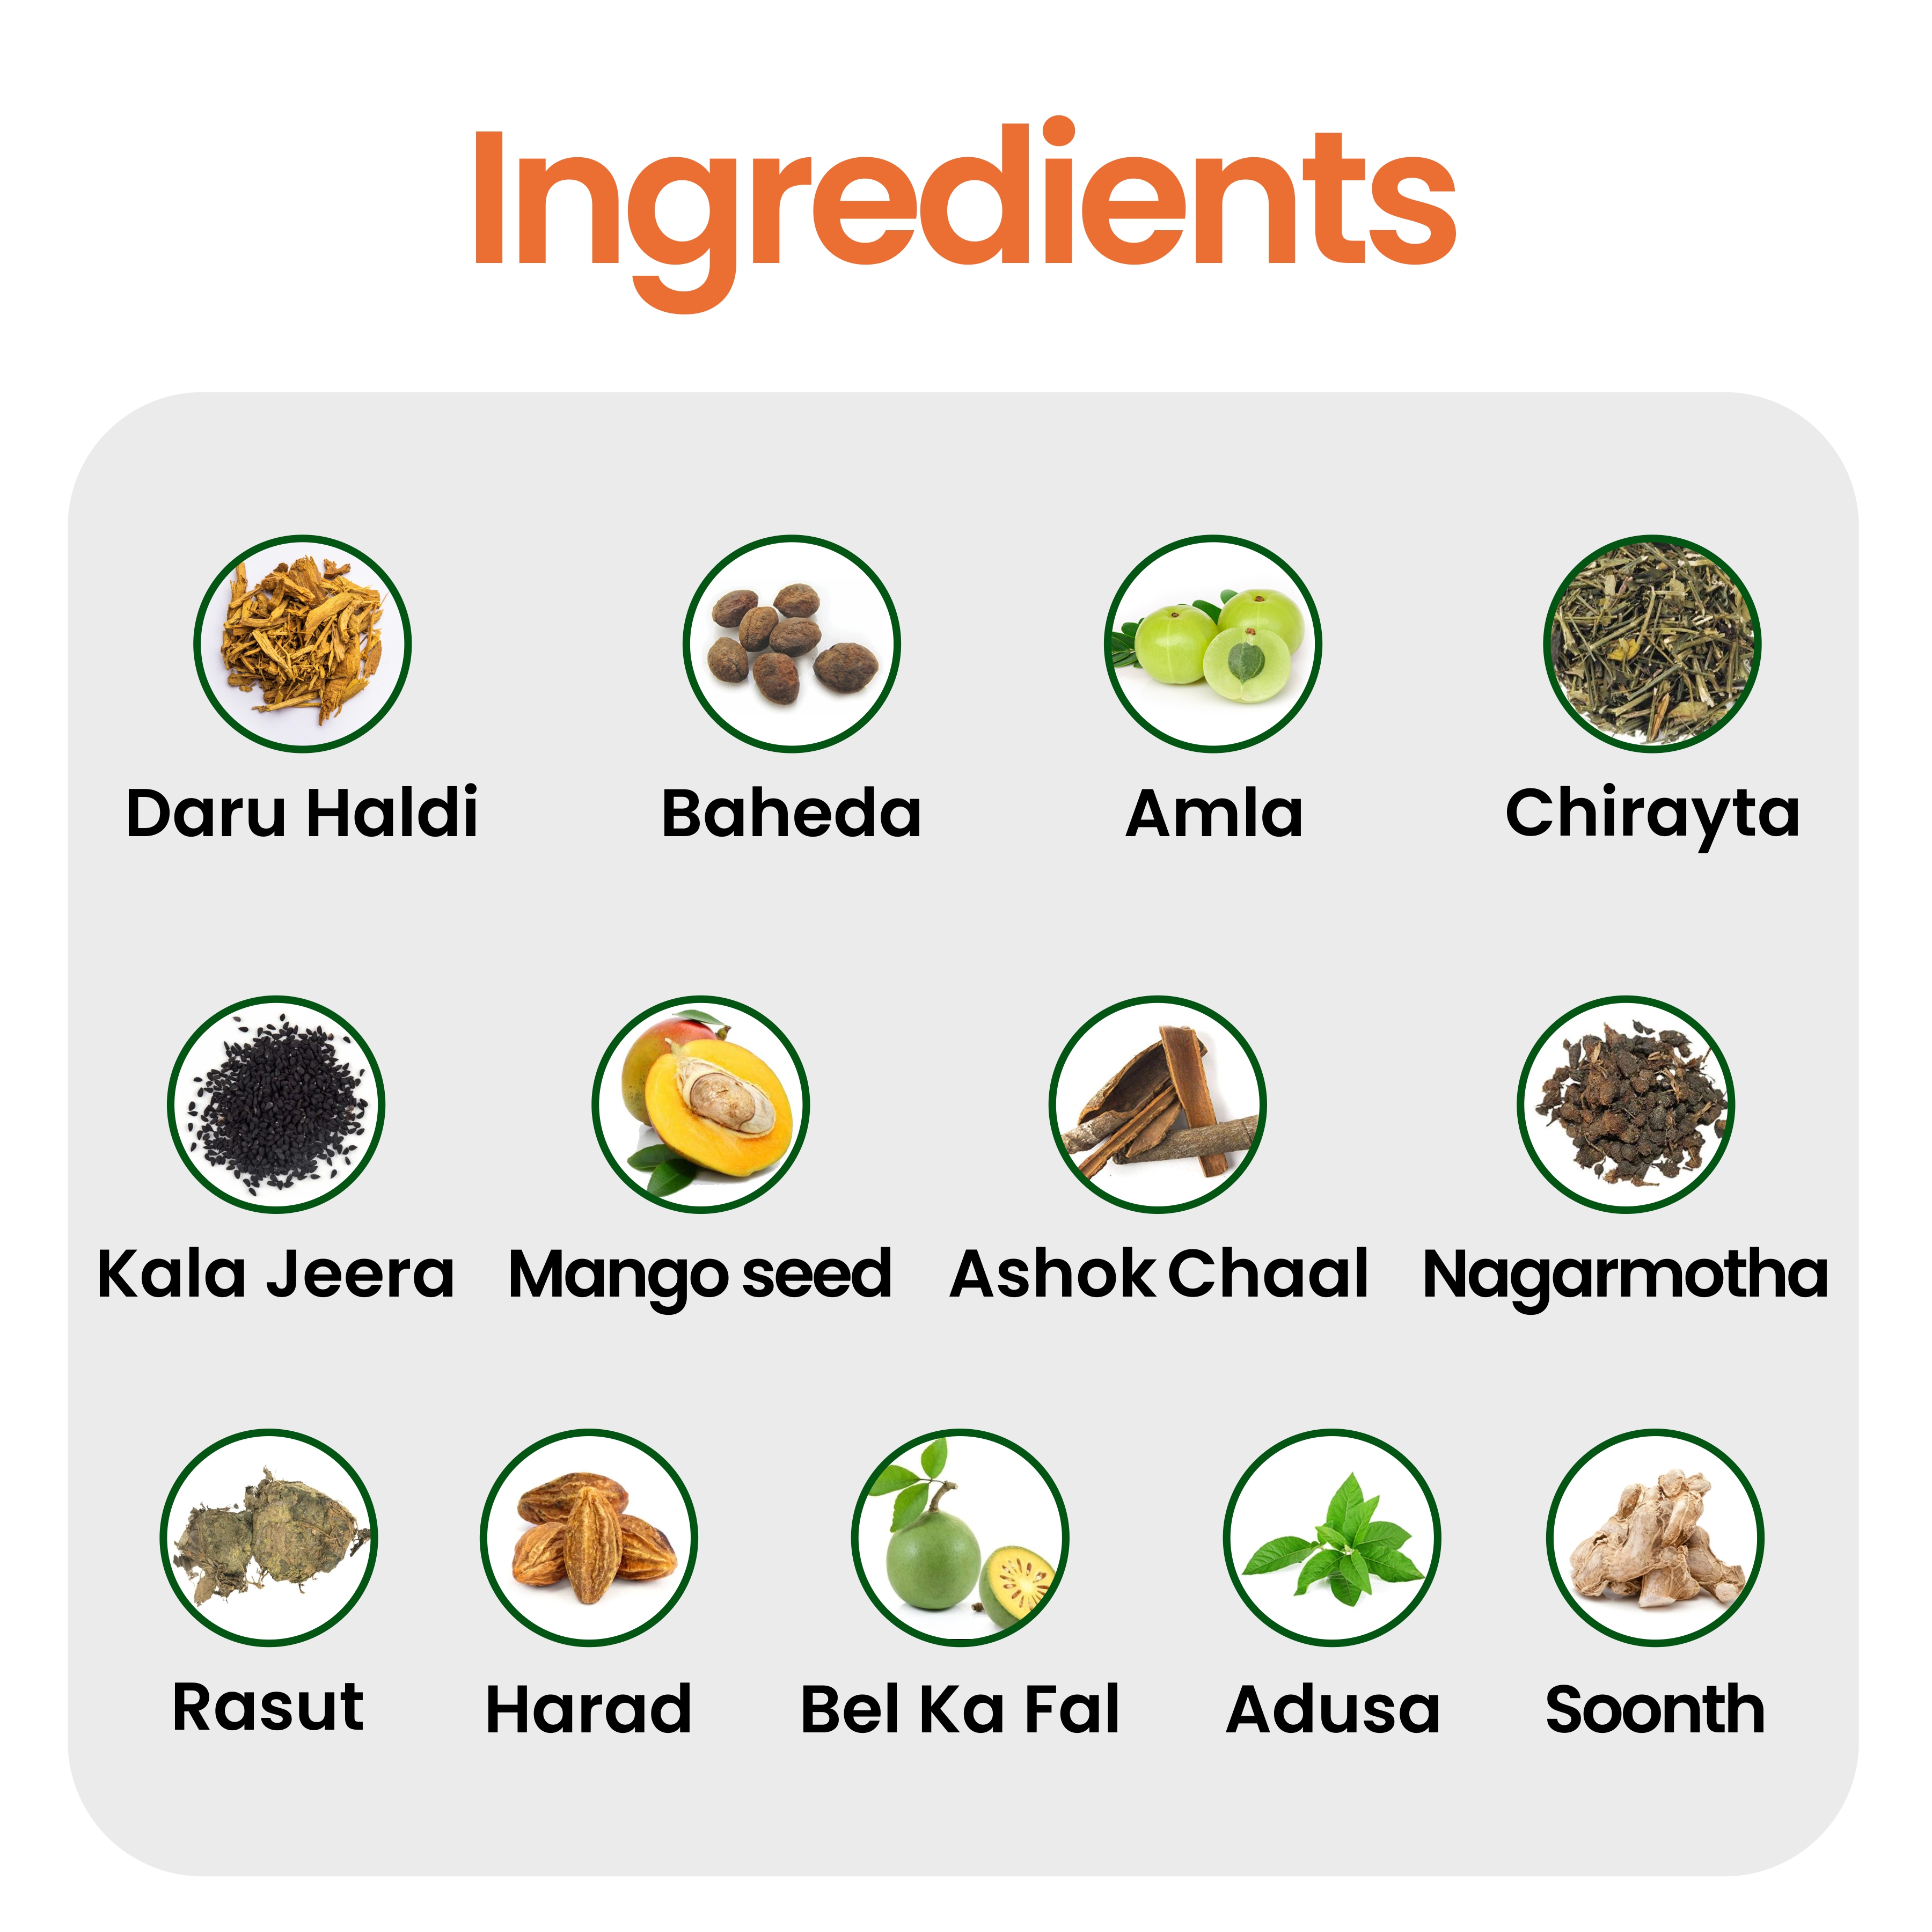 Ingredients
Daru Haldi
Baheda
Amla
Chirayta
Kala Jeera
Mango seed
Ashok Chaal
Nagarmotha
Rasut
Harad
Bel Ka Fal
Adusa
Soonth